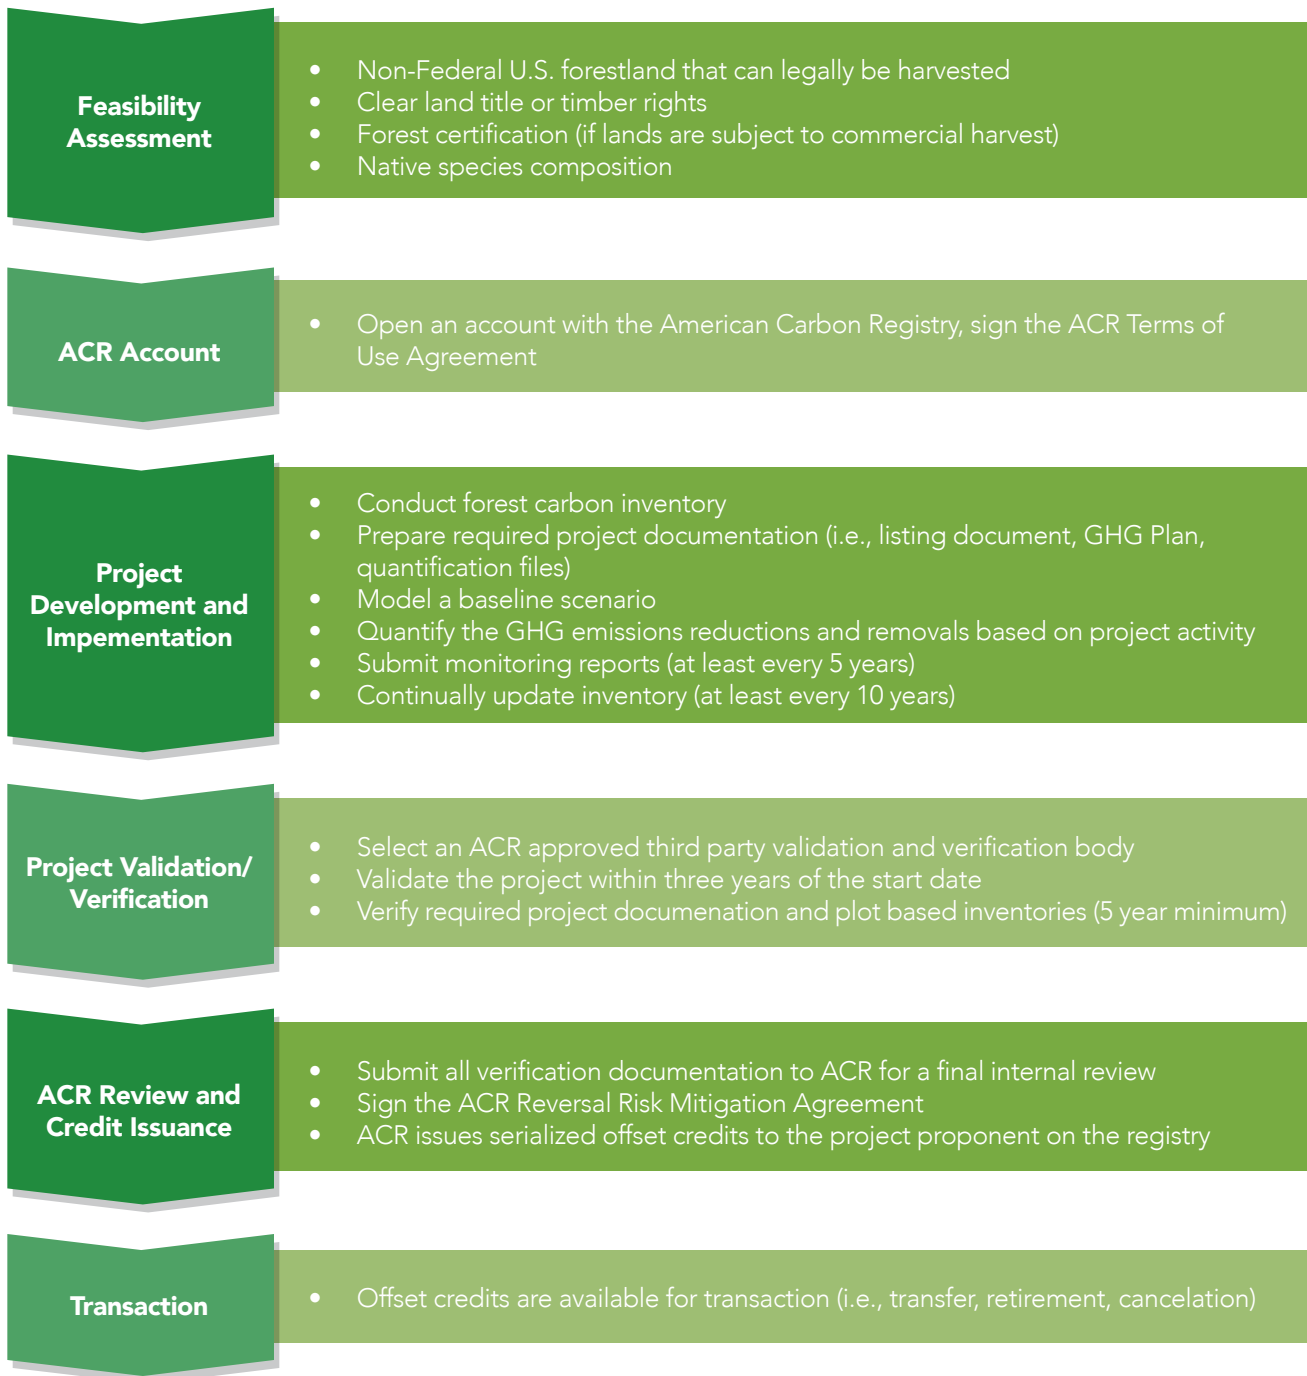 Feasibility
Assessment
• Non-Federal U.S. forestland that can legally be harvested
• Clear land title or timber rights
• Forest certification (if lands are subject to commercial harvest)
• Native species composition
ACR Account
• Open an account with the American Carbon Registry, sign the ACR Terms of
Use Agreement
Project
Development and
Impementation
• Conduct forest carbon inventory
• Prepare required project documentation (i.e., listing document, GHG Plan,
quantification files)
• Model a baseline scenario
• Quantify the GHG emissions reductions and removals based on project activity
• Submit monitoring reports (at least every 5 years)
• Continually update inventory (at least every 10 years)
Project Validation/
Verification
• Select an ACR approved third party validation and verification body
• Validate the project within three years of the start date
• Verify required project documenation and plot based inventories (5 year minimum)
ACR Review and
Credit Issuance
• Submit all verification documentation to ACR for a final internal review
• Sign the ACR Reversal Risk Mitigation Agreement
• ACR issues serialized offset credits to the project proponent on the registry
Transaction
• Offset credits are available for transaction (i.e., transfer, retirement, cancelation)